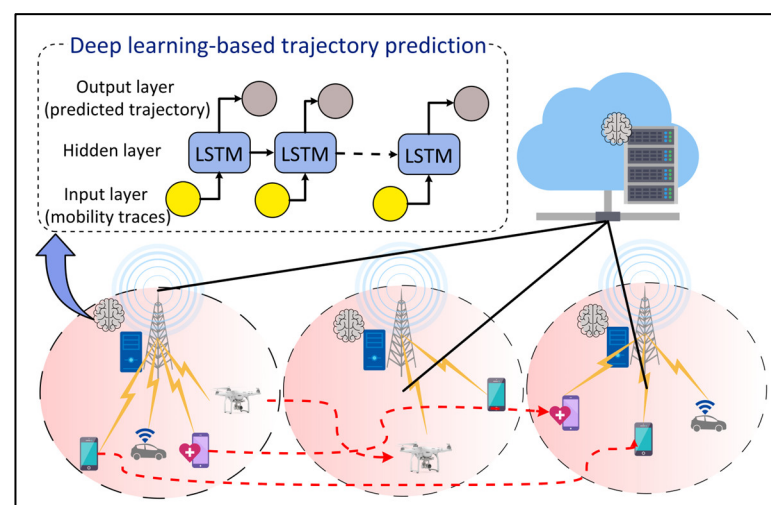 Deep learning-based trajectory prediction
Output layer
(predicted trajectory)
Hidden layer
LSTM
LSTM
LSTM
Input layer
(mobility traces)